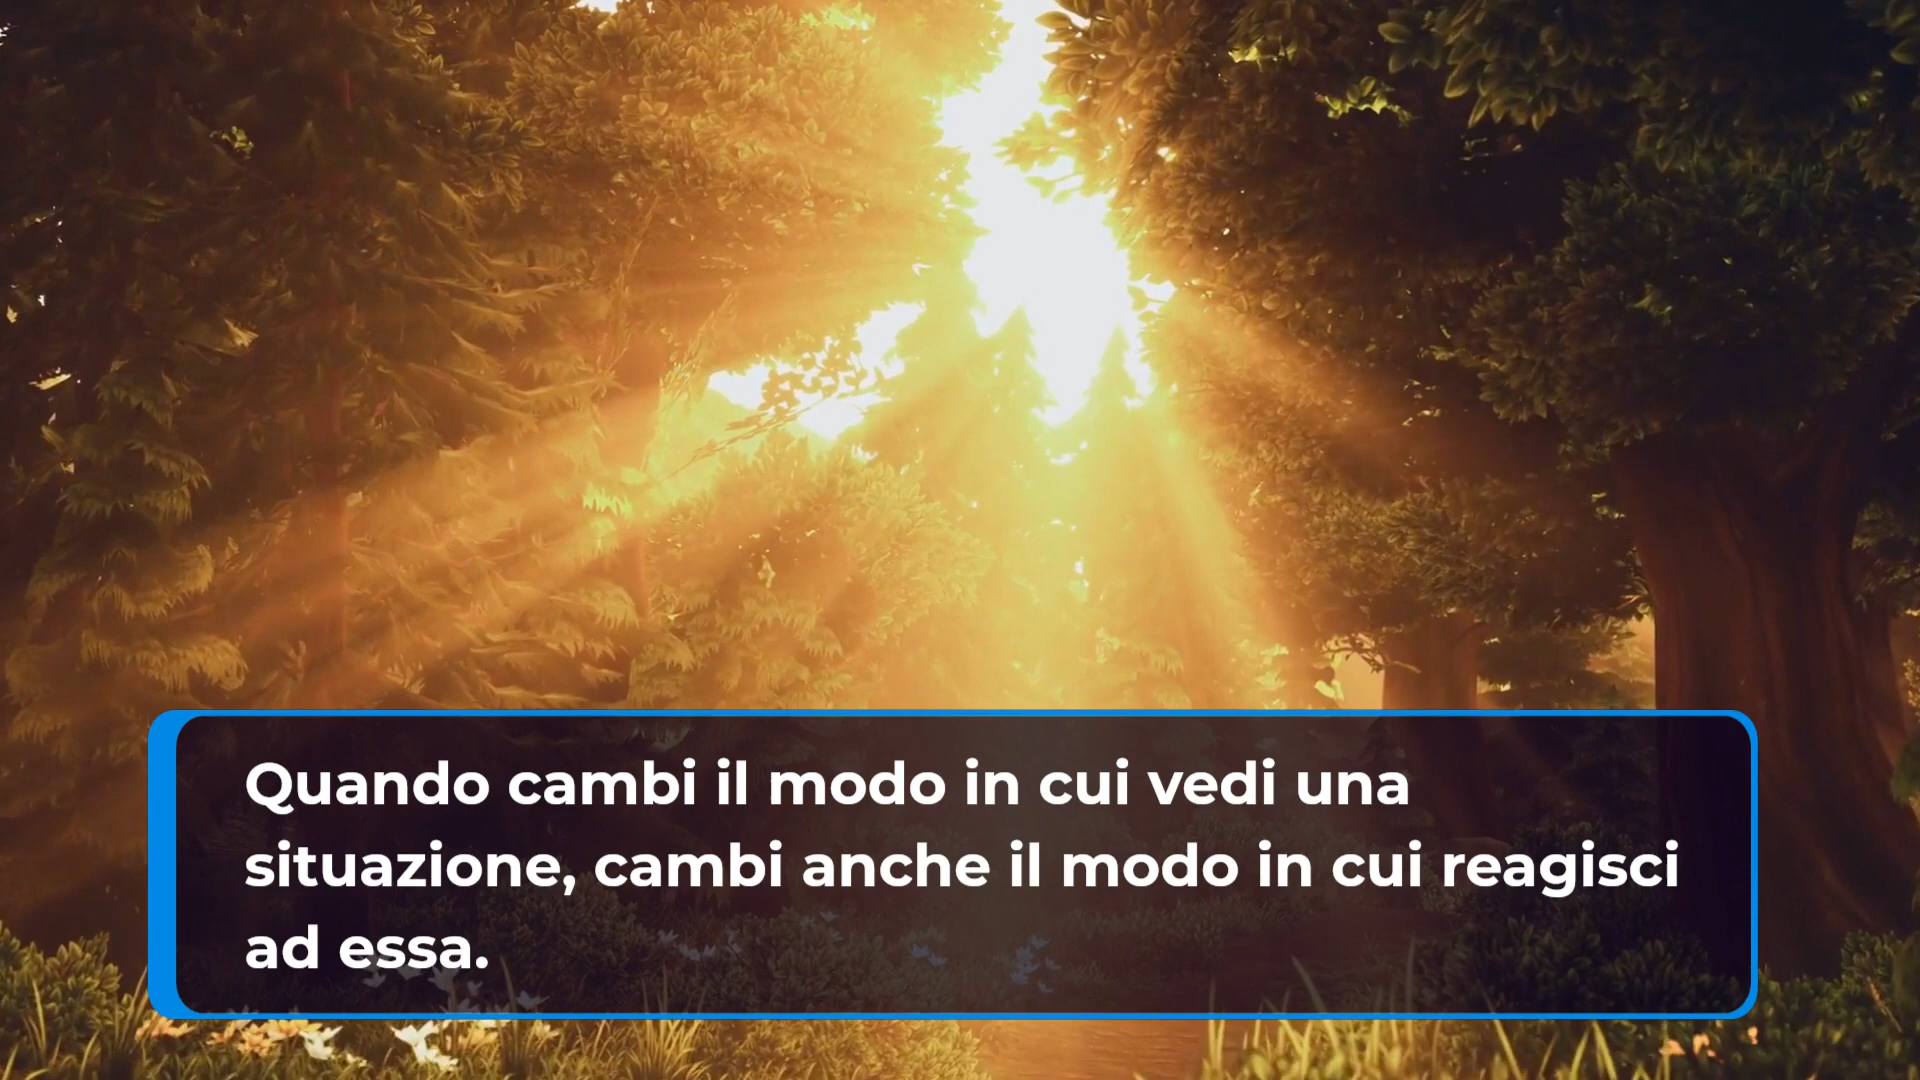 Quando cambi il modo in cui vedi una
situazione, cambi anche il modo in cui reagisci
ad essa.